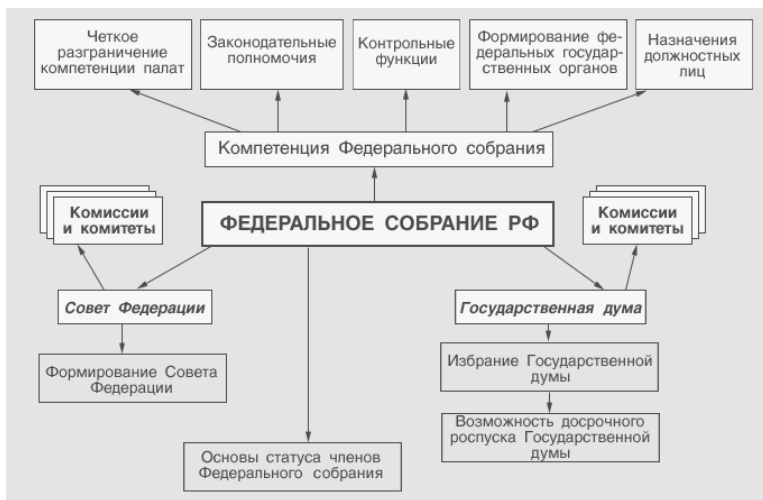 Четкое
разграничение
компетенции палат
Законодательные
полномочия
Контрольные
функции
Формирование фе-
деральных государ-
ственных органов
Назначения
должностных
лиц
Компетенция Федерального собрания
Комиссии
и комитеты
ФЕДЕРАЛЬНОЕ СОБРАНИЕ РФ
Комиссии
и комитеты
Совет Федерации
Государственная дума
Формирование Совета
Федерации
Избрание Государственной
думы
Возможность досрочного
роспуска Государственной
думы
Основы статуса членов
Федерального собрания